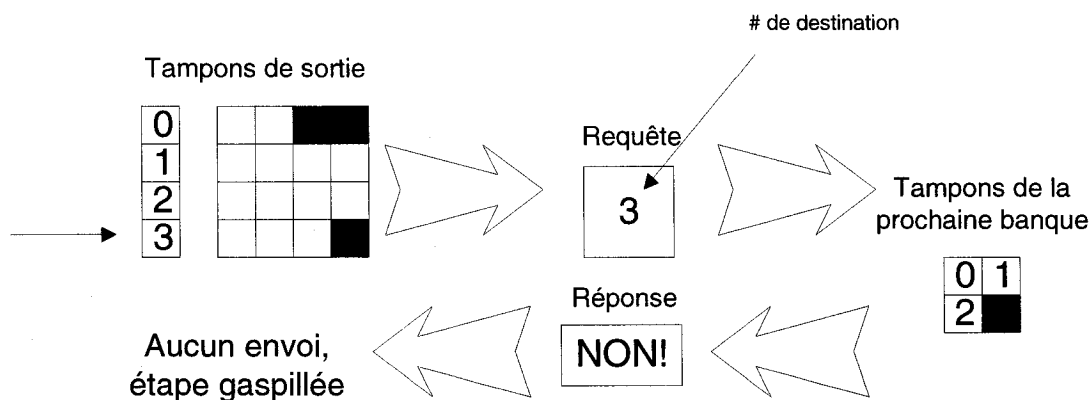 # de destination
Tampons de sortie
0
1
2
3
Requête
3
Tampons de la
prochaine banque
0 1
2
Réponse
NON!
Aucun envoi,
étape gaspillée